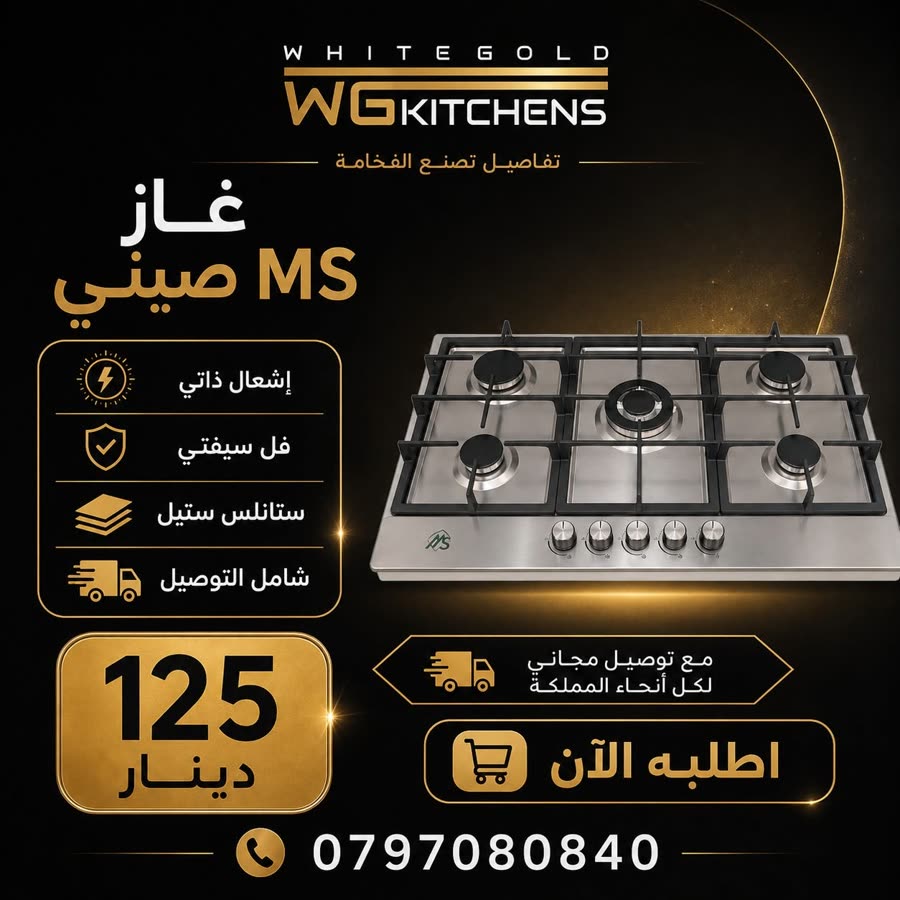 WHITEGOLD
WG KITCHENS
تفاصيل تصنع الفخامة
غاز
MS صيني
إشعال ذاتي
فل سيفتي
ستانلس ستيل
شامل التوصيل
MS
125
دينار
مع توصيل مجاني
لكل أنحاء المملكة
اطلبه الآن
0797080840